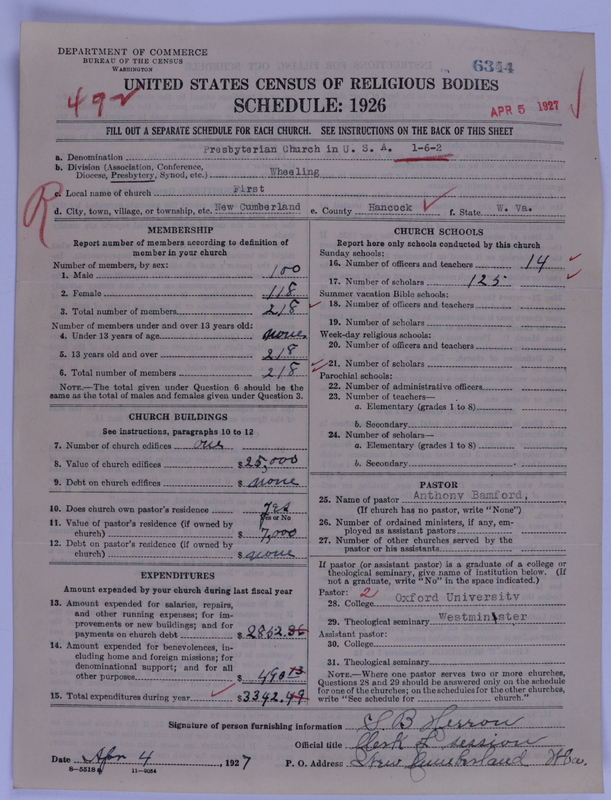 DEPARTMENT OF COMMERCE
BUREAU OF THE CENSUS
WASHINGTON
6344
UNITED STATES CENSUS OF RELIGIOUS BODIES
492
SCHEDULE: 1926
APR 5 1927
FILL OUT A SEPARATE SCHEDULE FOR EACH CHURCH. SEE INSTRUCTIONS ON THE BACK OF THIS SHEET
a. Denomination Presbyterian Church in U. S. A. 1-6-2
b. Division (Association, Conference, Diocese, Presbytery, Synod, etc.) Wheeling
c. Local name of church First
R
d. City, town, village, or township, etc. New Cumberland e. County Hancock f. State W. Va.
MEMBERSHIP
Report number of members according to definition of
member in your church
Number of members, by sex:
1. Male 100
2. Female 118
3. Total number of members 218
Number of members under and over 13 years old:
4. Under 13 years of age none
5. 13 years old and over 218
6. Total number of members 218
NOTE.—The total given under Question 6 should be the
same as the total of males and females given under Question 3.
CHURCH BUILDINGS
See instructions, paragraphs 10 to 12
7. Number of church edifices one
8. Value of church edifices $25,000
9. Debt on church edifices $ none
10. Does church own pastor's residence? Yes
Yes or No
11. Value of pastor's residence (if owned by
church) $ 7,000
12. Debt on pastor's residence (if owned by
church) $ none
EXPENDITURES
Amount expended by your church during last fiscal year
13. Amount expended for salaries, repairs,
and other running expenses; for im-
provements or new buildings; and for
payments on church debt $ 2852.36
14. Amount expended for benevolences, in-
cluding home and foreign missions; for
denominational support; and for all
other purposes $ 490.13
15. Total expenditures during year $3342.49
CHURCH SCHOOLS
Report here only schools conducted by this church
Sunday schools:
16. Number of officers and teachers 14
17. Number of scholars 125
Summer vacation Bible schools:
18. Number of officers and teachers
19. Number of scholars
Week-day religious schools:
20. Number of officers and teachers
21. Number of scholars
Parochial schools:
22. Number of administrative officers
23. Number of teachers—
a. Elementary (grades 1 to 8)
b. Secondary
24. Number of scholars—
a. Elementary (grades 1 to 8)
b. Secondary
PASTOR
25. Name of pastor Anthony Bamford,
(If church has no pastor, write "None")
26. Number of ordained ministers, if any, em-
ployed as assistant pastors
27. Number of other churches served by the
pastor or his assistants
If pastor (or assistant pastor) is a graduate of a college or
theological seminary, give name of institution below. (If
not a graduate, write "No" in the space indicated.)
Pastor: 2
28. College Oxford University
29. Theological seminary Westminster
Assistant pastor:
30. College
31. Theological seminary
NOTE.—Where one pastor serves two or more churches,
Questions 28 and 29 should be answered only on the schedule
for one of the churches; on the schedules for the other churches,
write "See schedule for church."
Signature of person furnishing information B Herron
Official title Clerk of session
Date Apr 4, 1927 P. O. Address New Cumberland W Va.
8-5518 11-9054